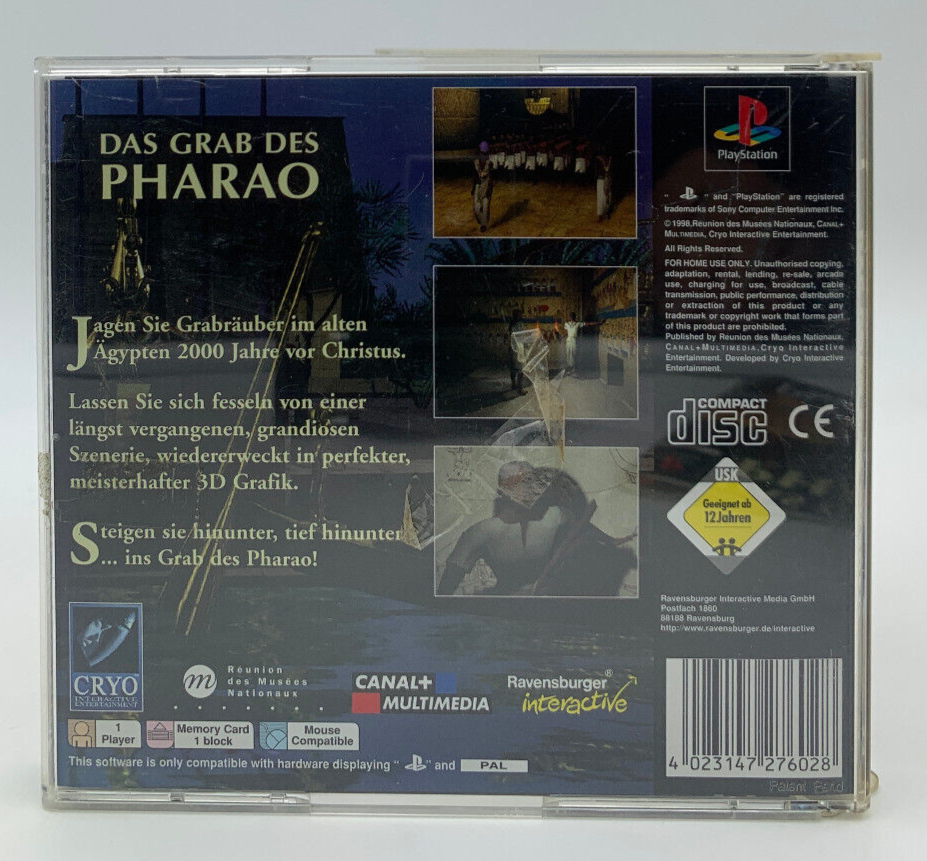 DAS GRAB DES
PHARAO
Jagen Sie Grabräuber im alten
Ägypten 2000 Jahre vor Christus.
Lassen Sie sich fesseln von einer
längst vergangenen, grandiosen
Szenerie, wiedererweckt in perfekter,
meisterhafter 3D Grafik.
Steigen sie hinunter, tief hinunter
... ins Grab des Pharao!
CRYO
INTERACTIVE
ENTERTAINMENT
m
Réunion
des Musées
Nationaux
CANAL+
MULTIMEDIA
Ravensburger®
interactive
1
Player
Memory Card
1 block
Mouse
Compatible
This software is only compatible with hardware displaying " " and PAL
PlayStation
" " and "PlayStation" are registered
trademarks of Sony Computer Entertainment Inc.
© 1998.Réunion des Musées Nationaux, CANAL+
MULTIMEDIA, Cryo Interactive Entertainment.
All Rights Reserved.
FOR HOME USE ONLY. Unauthorised copying,
adaptation, rental, lending, re-sale, arcade
use, charging for use, broadcast, cable
transmission, public performance, distribution
or extraction of this product or any
trademark or copyright work that forms part
of this product are prohibited.
Published by Réunion des Musées Nationaux,
CANAL+MULTIMEDIA, Cryo Interactive
Entertainment. Developed by Cryo Interactive
Entertainment.
COMPACT
disc
CE
USK
Geeignet ab
12 Jahren
Ravensburger Interactive Media GmbH
Postfach 1860
88188 Ravensburg
http://www.ravensburger.de/interactive
4 023147 276028
Patent Pend